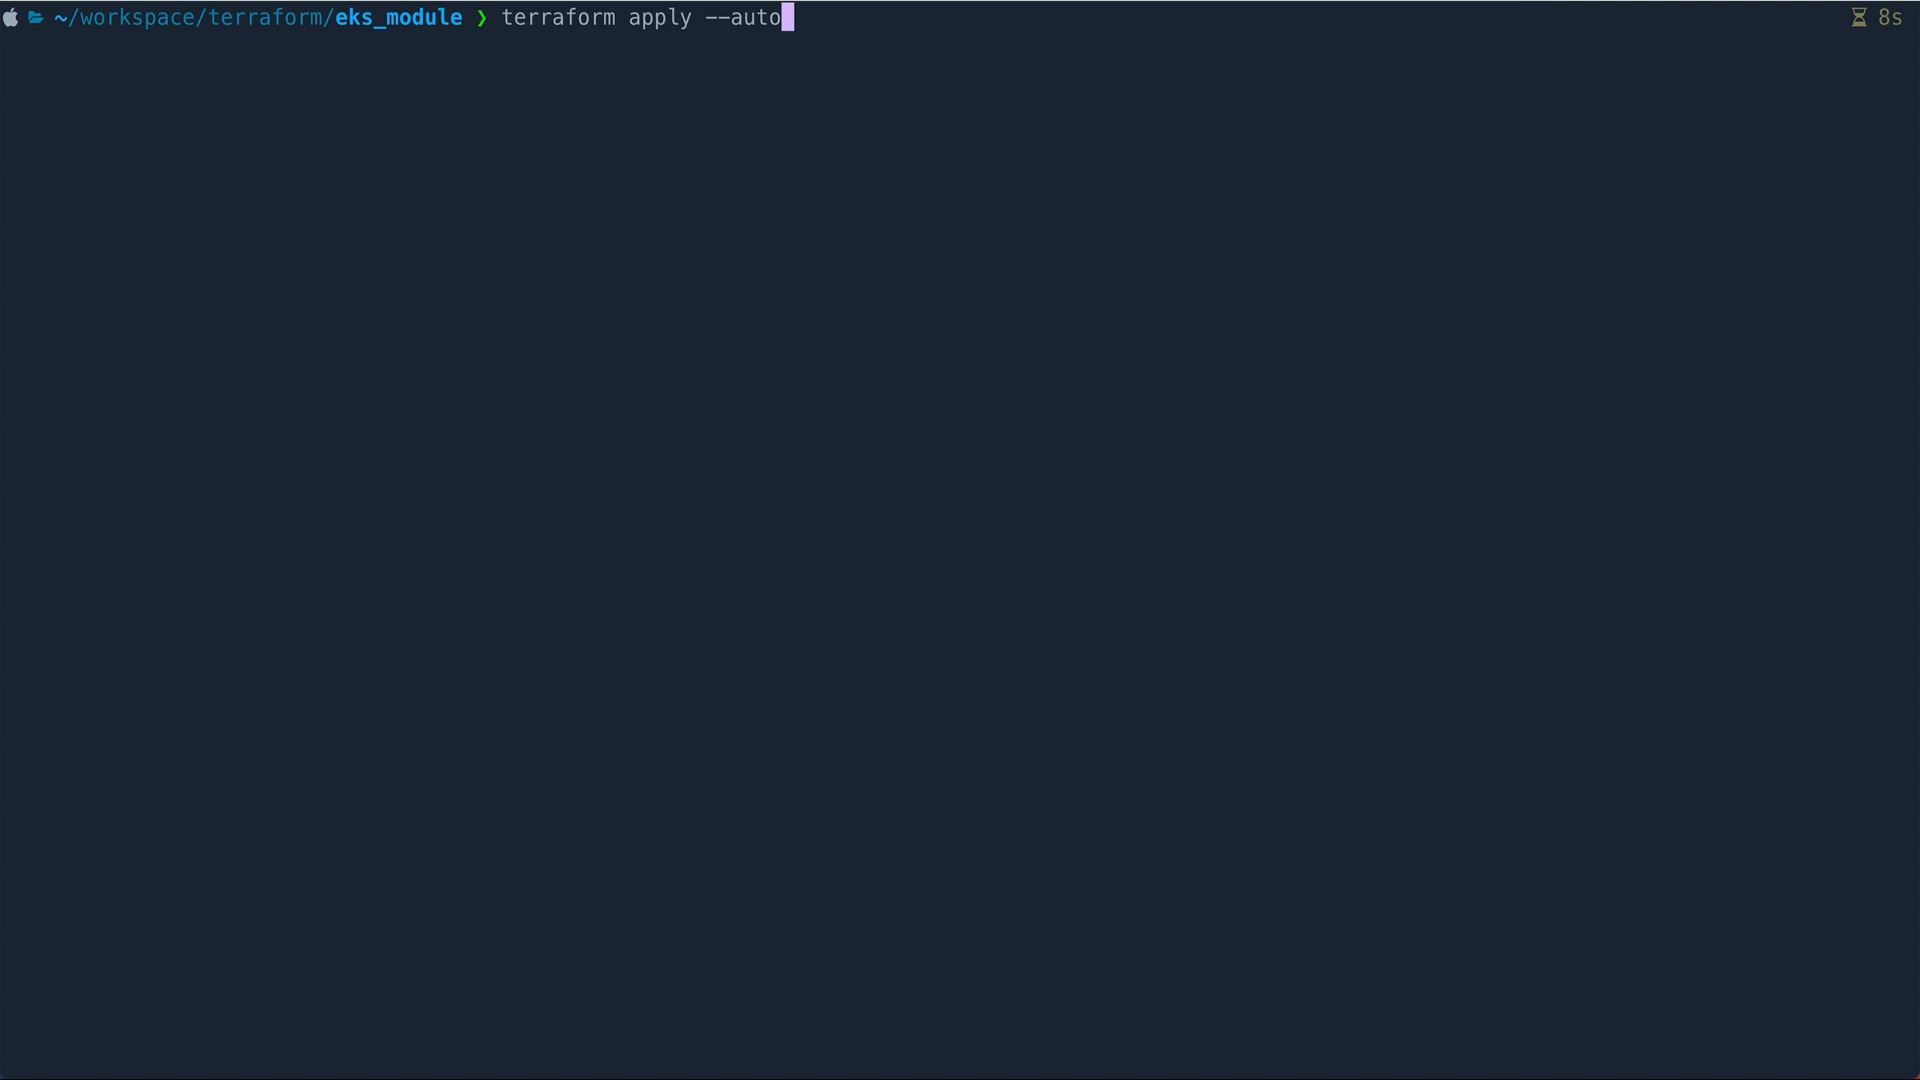 ~/workspace/terraform/eks_module ❯ terraform apply --auto ⌛ 8s